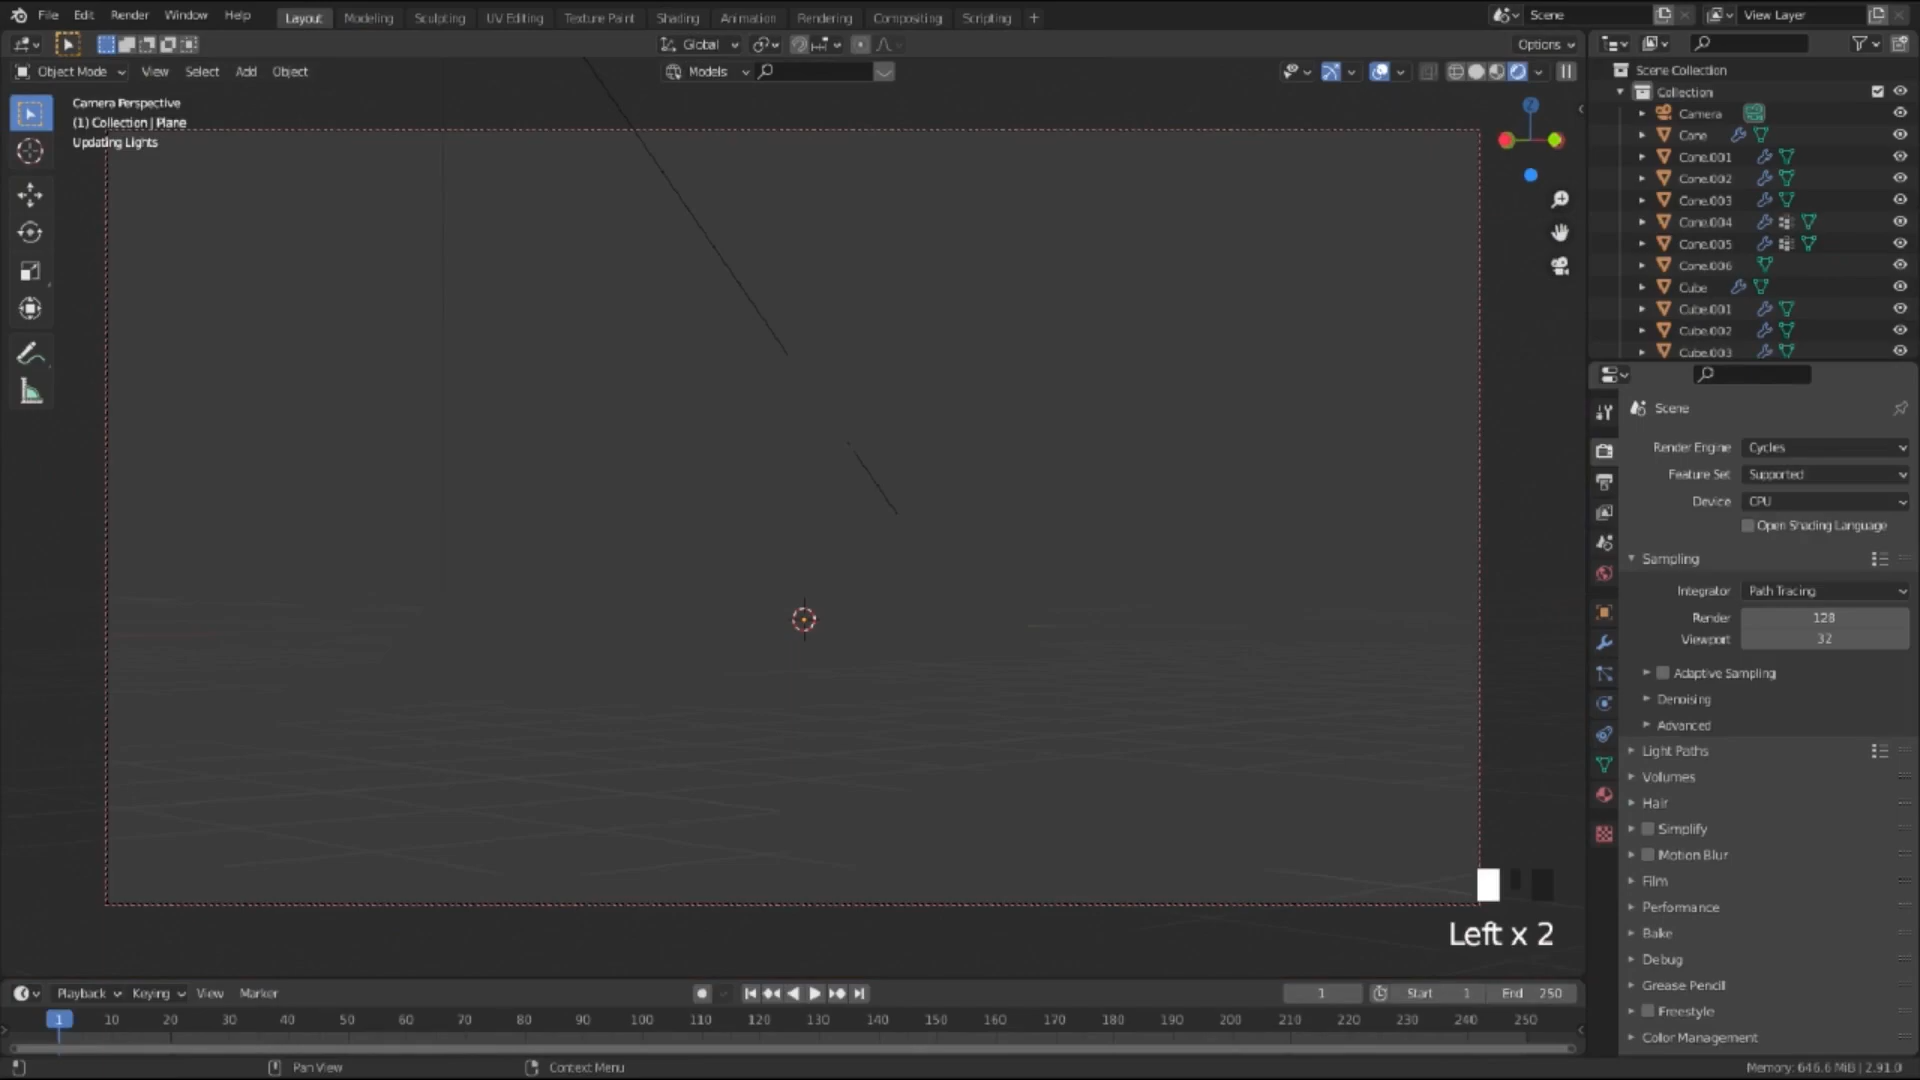 File Edit Render Window Help Layout Modeling Sculpting UV Editing Texture Paint Shading Animation Rendering Compositing Scripting + Scene View Layer
Global Options
Object Mode View Select Add Object Models
Camera Perspective
(1) Collection | Plane
Updating Lights
Scene Collection
Collection
Camera
Cone
Cone.001
Cone.002
Cone.003
Cone.004
Cone.005
Cone.006
Cube
Cube.001
Cube.002
Cube.003
Scene
Render Engine Cycles
Feature Set Supported
Device CPU
Open Shading Language
Sampling
Integrator Path Tracing
Render 128
Viewport 32
Adaptive Sampling
Denoising
Advanced
Light Paths
Volumes
Hair
Simplify
Motion Blur
Film
Performance
Bake
Debug
Grease Pencil
Freestyle
Color Management
Left x 2
Playback Keying View Marker 1 Start 1 End 250
1 10 20 30 40 50 60 70 80 90 100 110 120 130 140 150 160 170 180 190 200 210 220 230 240 250
Pan View Context Menu Memory: 646.6 MiB | 2.91.0